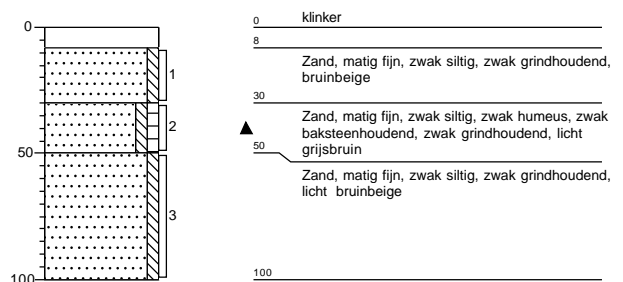 0
50
100
1
2
3
0
klinker
8
Zand, matig fijn, zwak siltig, zwak grindhoudend,
bruinbeige
30
Zand, matig fijn, zwak siltig, zwak humeus, zwak
baksteenhoudend, zwak grindhoudend, licht
grijsbruin
50
Zand, matig fijn, zwak siltig, zwak grindhoudend,
licht bruinbeige
100